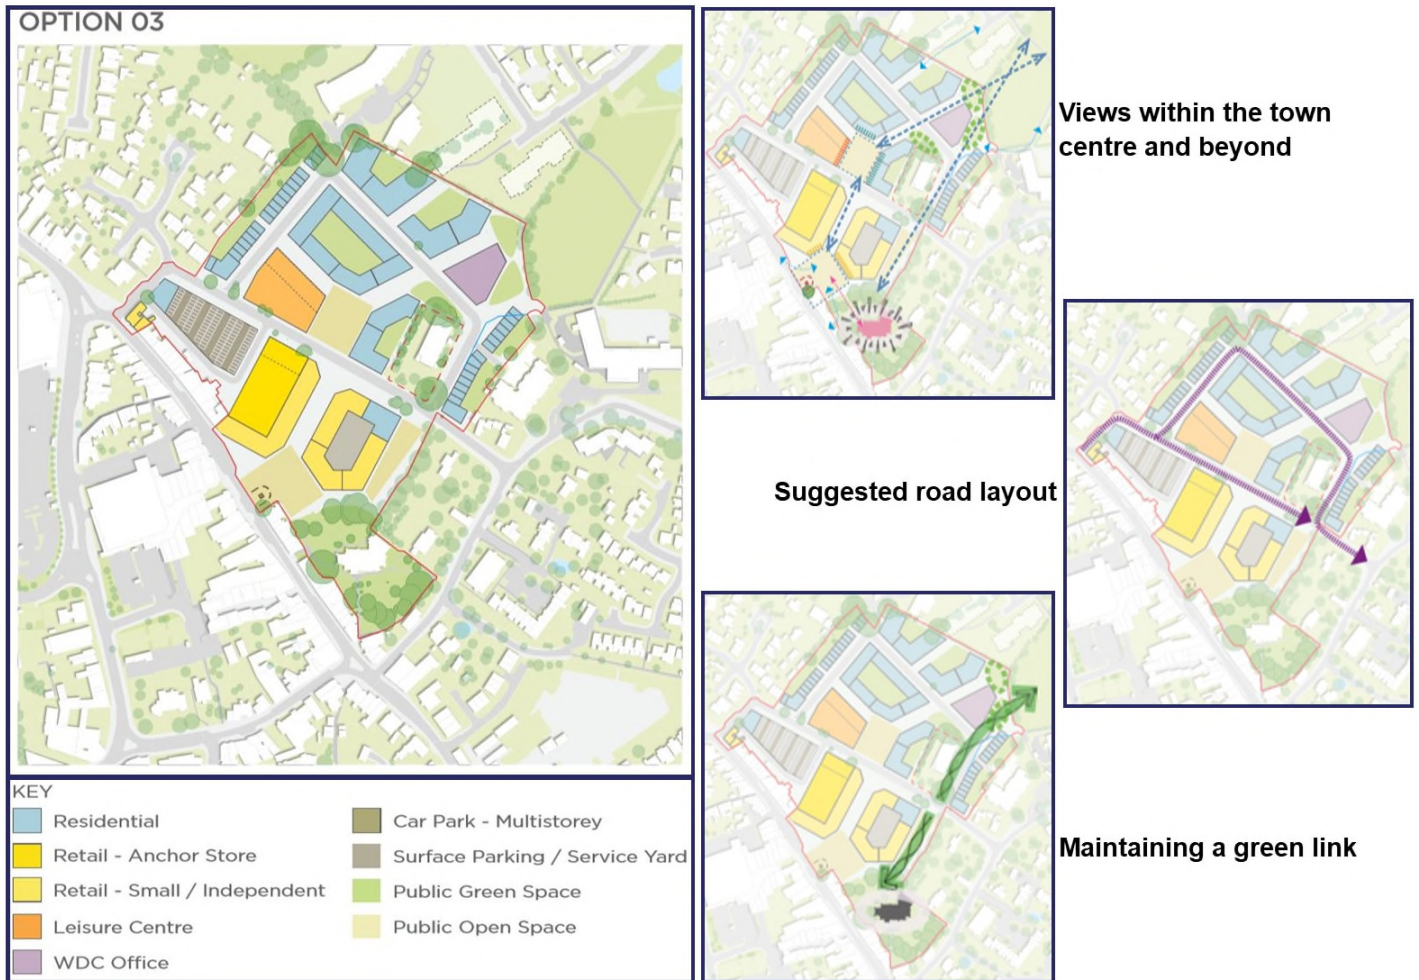 OPTION 03
KEY
Residential
Retail - Anchor Store
Retail - Small / Independent
Leisure Centre
WDC Office
Car Park - Multistorey
Surface Parking / Service Yard
Public Green Space
Public Open Space
Views within the town
centre and beyond
Suggested road layout
Maintaining a green link